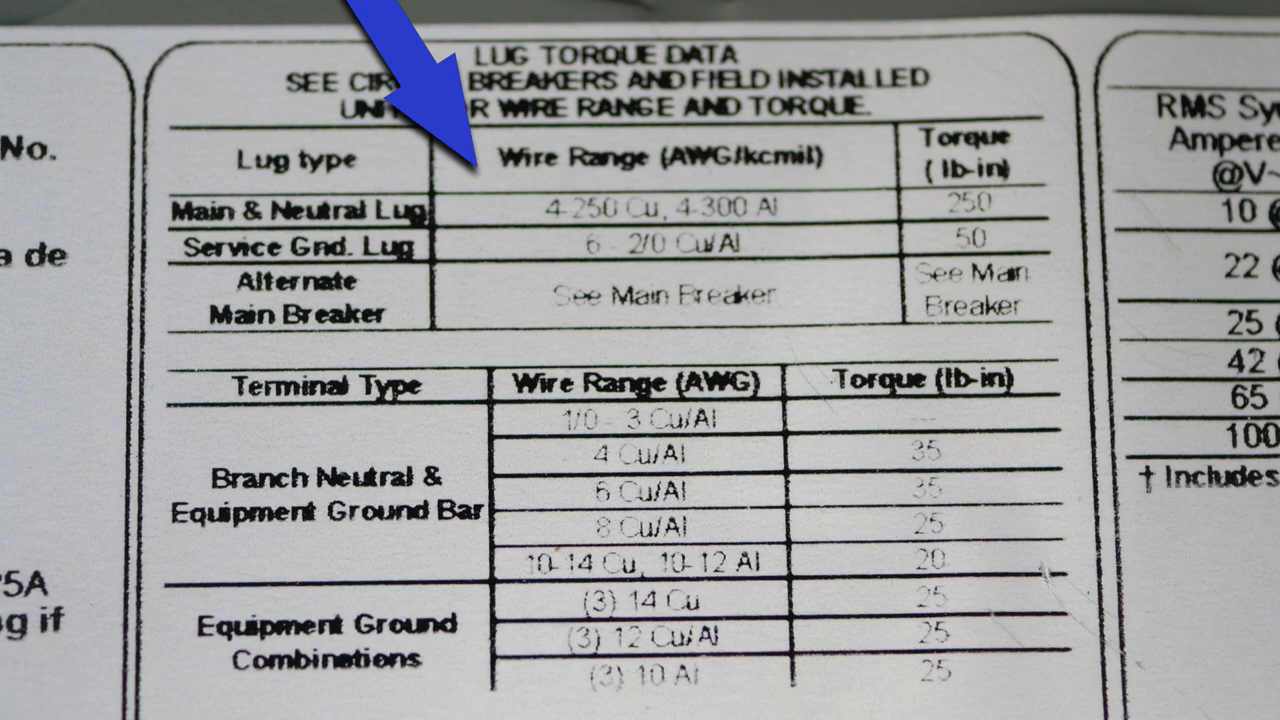 No.
a de
5A
g if
LUG TORQUE DATA
SEE BREAKERS AND FIELD INSTALLED
WIRE RANGE AND TORQUE.
Lug type Wire Range (AWG/kcmil) Torque (lb-in)
Main & Neutral Lug 4-250 Cu, 4-300 Al 250
Service Gnd. Lug 6 - 2/0 Cu/Al 50
Alternate Main Breaker See Main Breaker See Main Breaker
Terminal Type Wire Range (AWG) Torque (lb-in)
Branch Neutral & Equipment Ground Bar 1/0 - 3 Cu/Al ---
4 Cu/Al 35
6 Cu/Al 35
8 Cu/Al 25
10-14 Cu, 10-12 Al 20
Equipment Ground Combinations (3) 14 Cu 25
(3) 12 Cu/Al 25
(3) 10 Al 25
RMS Sy
Ampere
@V~
10
22
25
42
65
100
† Includes